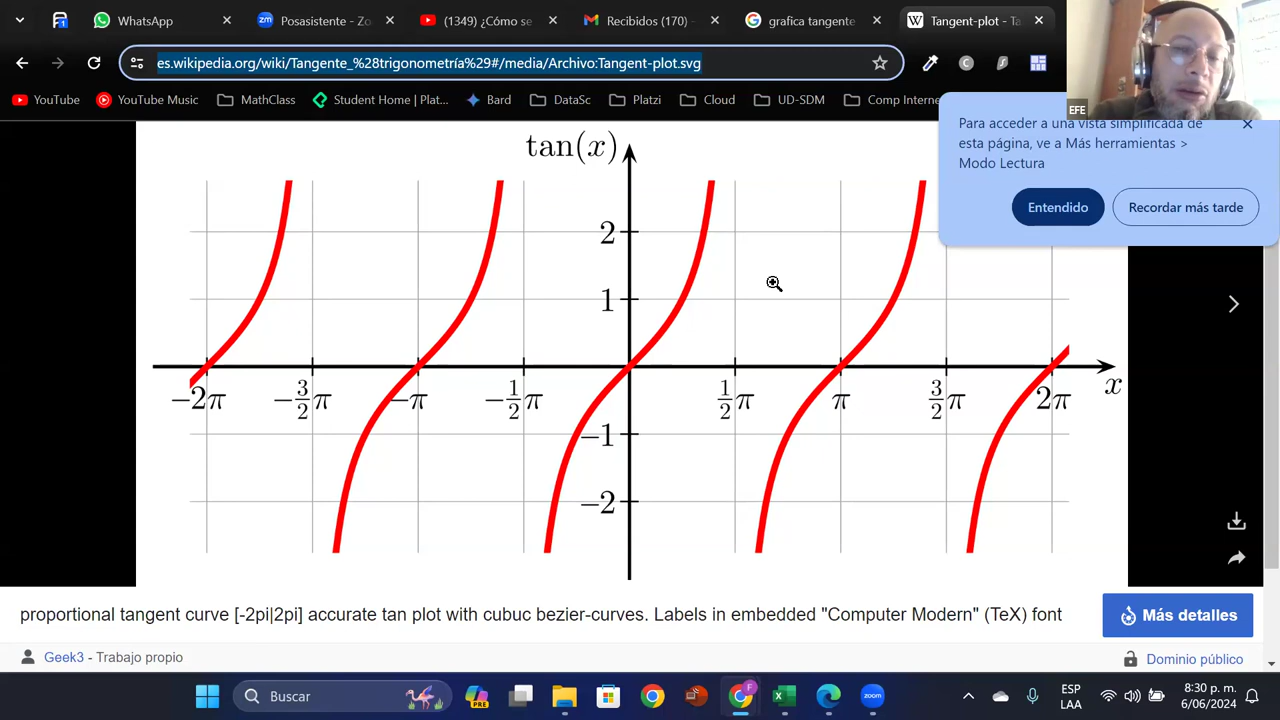 WhatsApp
Posasistente - Zo
(1349) ¿Cómo se
Recibidos (170) -
grafica tangente
Tangent-plot - Ta
es.wikipedia.org/wiki/Tangente_%28trigonometría%29#/media/Archivo:Tangent-plot.svg
YouTube
YouTube Music
MathClass
Student Home | Plat...
Bard
DataSc
Platzi
Cloud
UD-SDM
Comp Interne
EFE
Para acceder a una vista simplificada de
esta página, ve a Más herramientas >
Modo Lectura
Entendido
Recordar más tarde
tan(x)
2
1
−2π
−3/2π
−π
−1/2π
1/2π
π
3/2π
2π
x
−1
−2
proportional tangent curve [-2pi|2pi] accurate tan plot with cubuc bezier-curves. Labels in embedded "Computer Modern" (TeX) font
Más detalles
Geek3 - Trabajo propio
Dominio público
Buscar
PRE
F
zoom
ESP
LAA
8:30 p. m.
6/06/2024